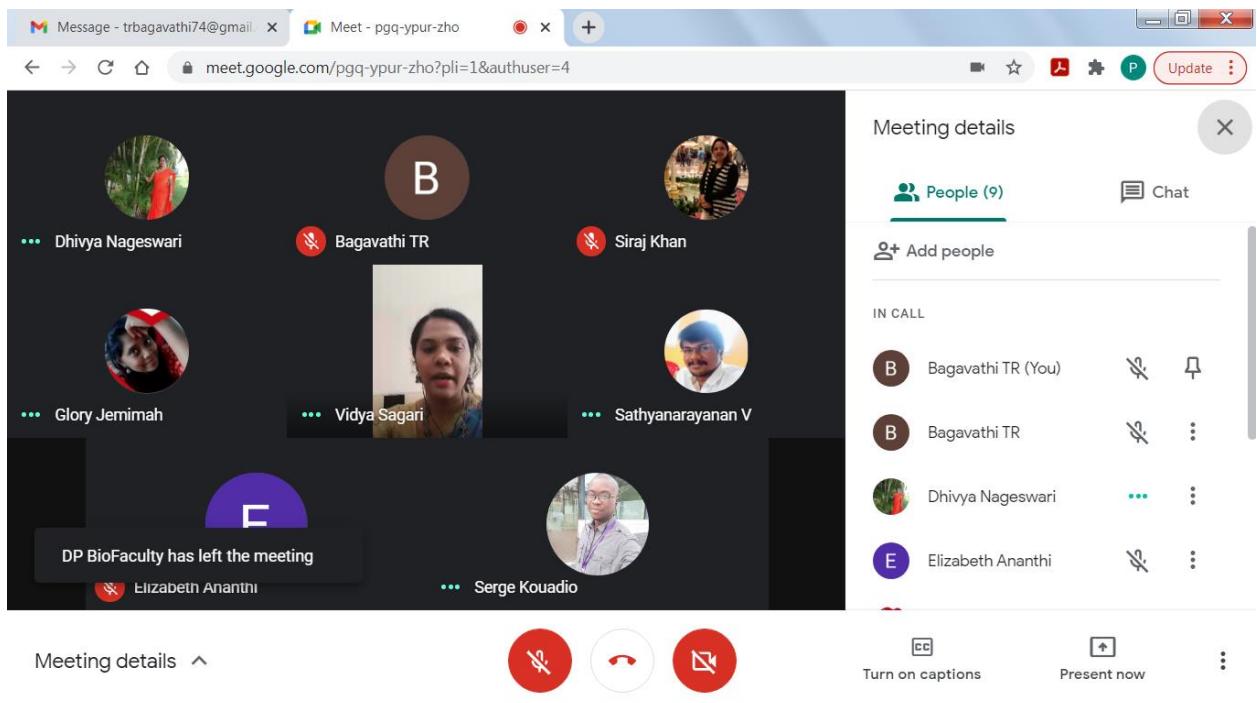 Message - trbagavathi74@gmail.
Meet - pgq-ypur-zho
meet.google.com/pgq-ypur-zho?pli=1&authuser=4
P
Update
Dhivya Nageswari
B
Bagavathi TR
Siraj Khan
Glory Jemimah
Vidya Sagari
Sathyanarayanan V
E
DP BioFaculty has left the meeting
Elizabeth Ananthi
Serge Kouadio
Meeting details
People (9)
Chat
Add people
IN CALL
B
Bagavathi TR (You)
B
Bagavathi TR
Dhivya Nageswari
E
Elizabeth Ananthi
Meeting details
CC
Turn on captions
Present now